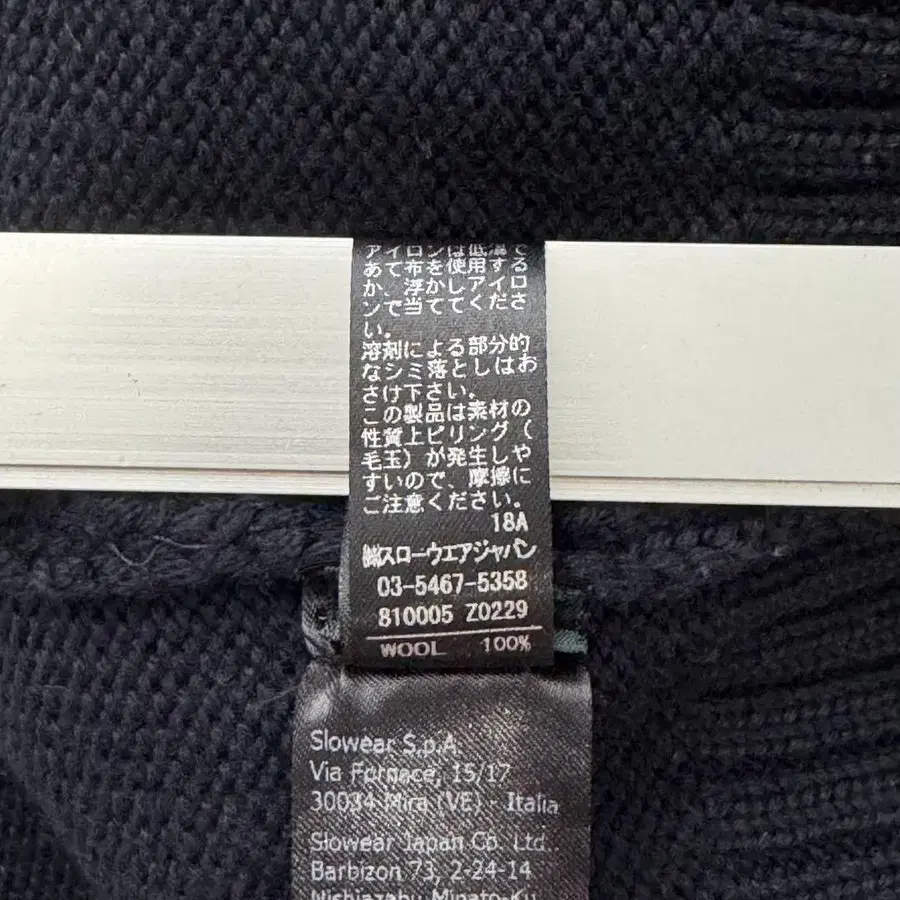 アイロンは低温で
あて布を使用する
か、浮かしアイロ
ンで当ててくださ
い。
溶剤による部分的
なシミ落としはお
さけ下さい。
この製品は素材の
性質上ピリング（
毛玉）が発生しや
すいので、摩擦に
ご注意ください。
18A
㈱スローウエアジャパン
03-5467-5358
810005 Z0229
WOOL 100%
Slowear S.p.A.
Via Fornace, 15/17
30034 Mira (VE) - Italia
Slowear Japan Co. Ltd.
Barbizon 73, 2-24-14
Nishiazabu Minato-Ku